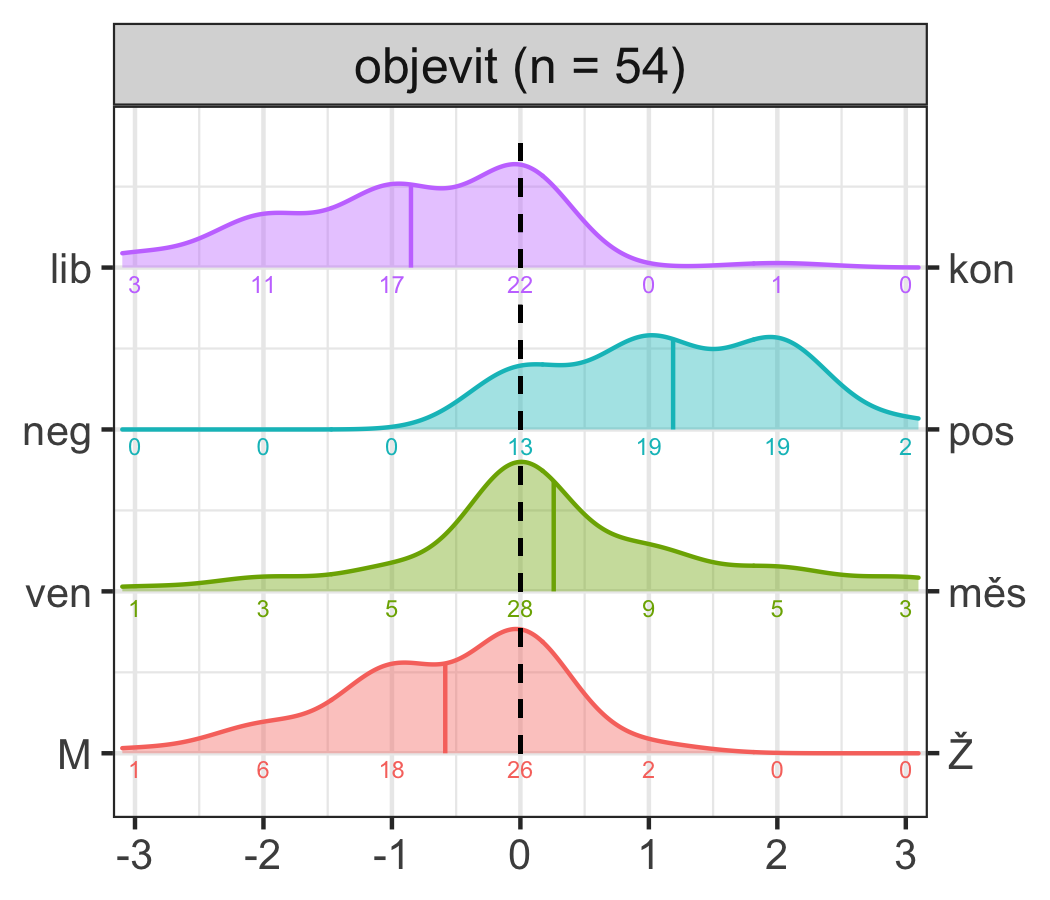 objevit (n = 54)
lib kon
3 11 17 22 0 1 0
neg pos
0 0 0 13 19 19 2
ven měs
1 3 5 28 9 5 3
M Ž
1 6 18 26 2 0 0
-3 -2 -1 0 1 2 3